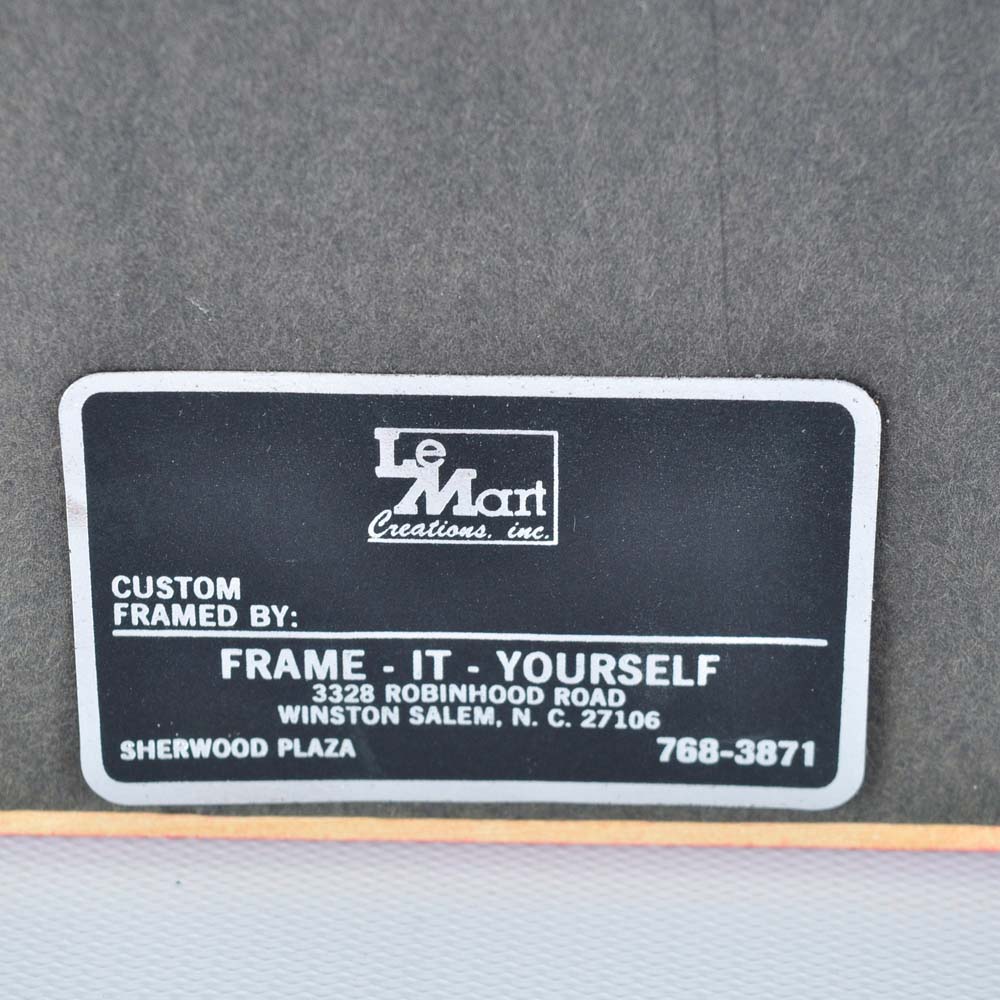 Le
Mart
Creations, inc.
CUSTOM
FRAMED BY:
FRAME - IT - YOURSELF
3328 ROBINHOOD ROAD
WINSTON SALEM, N. C. 27106
SHERWOOD PLAZA 768-3871